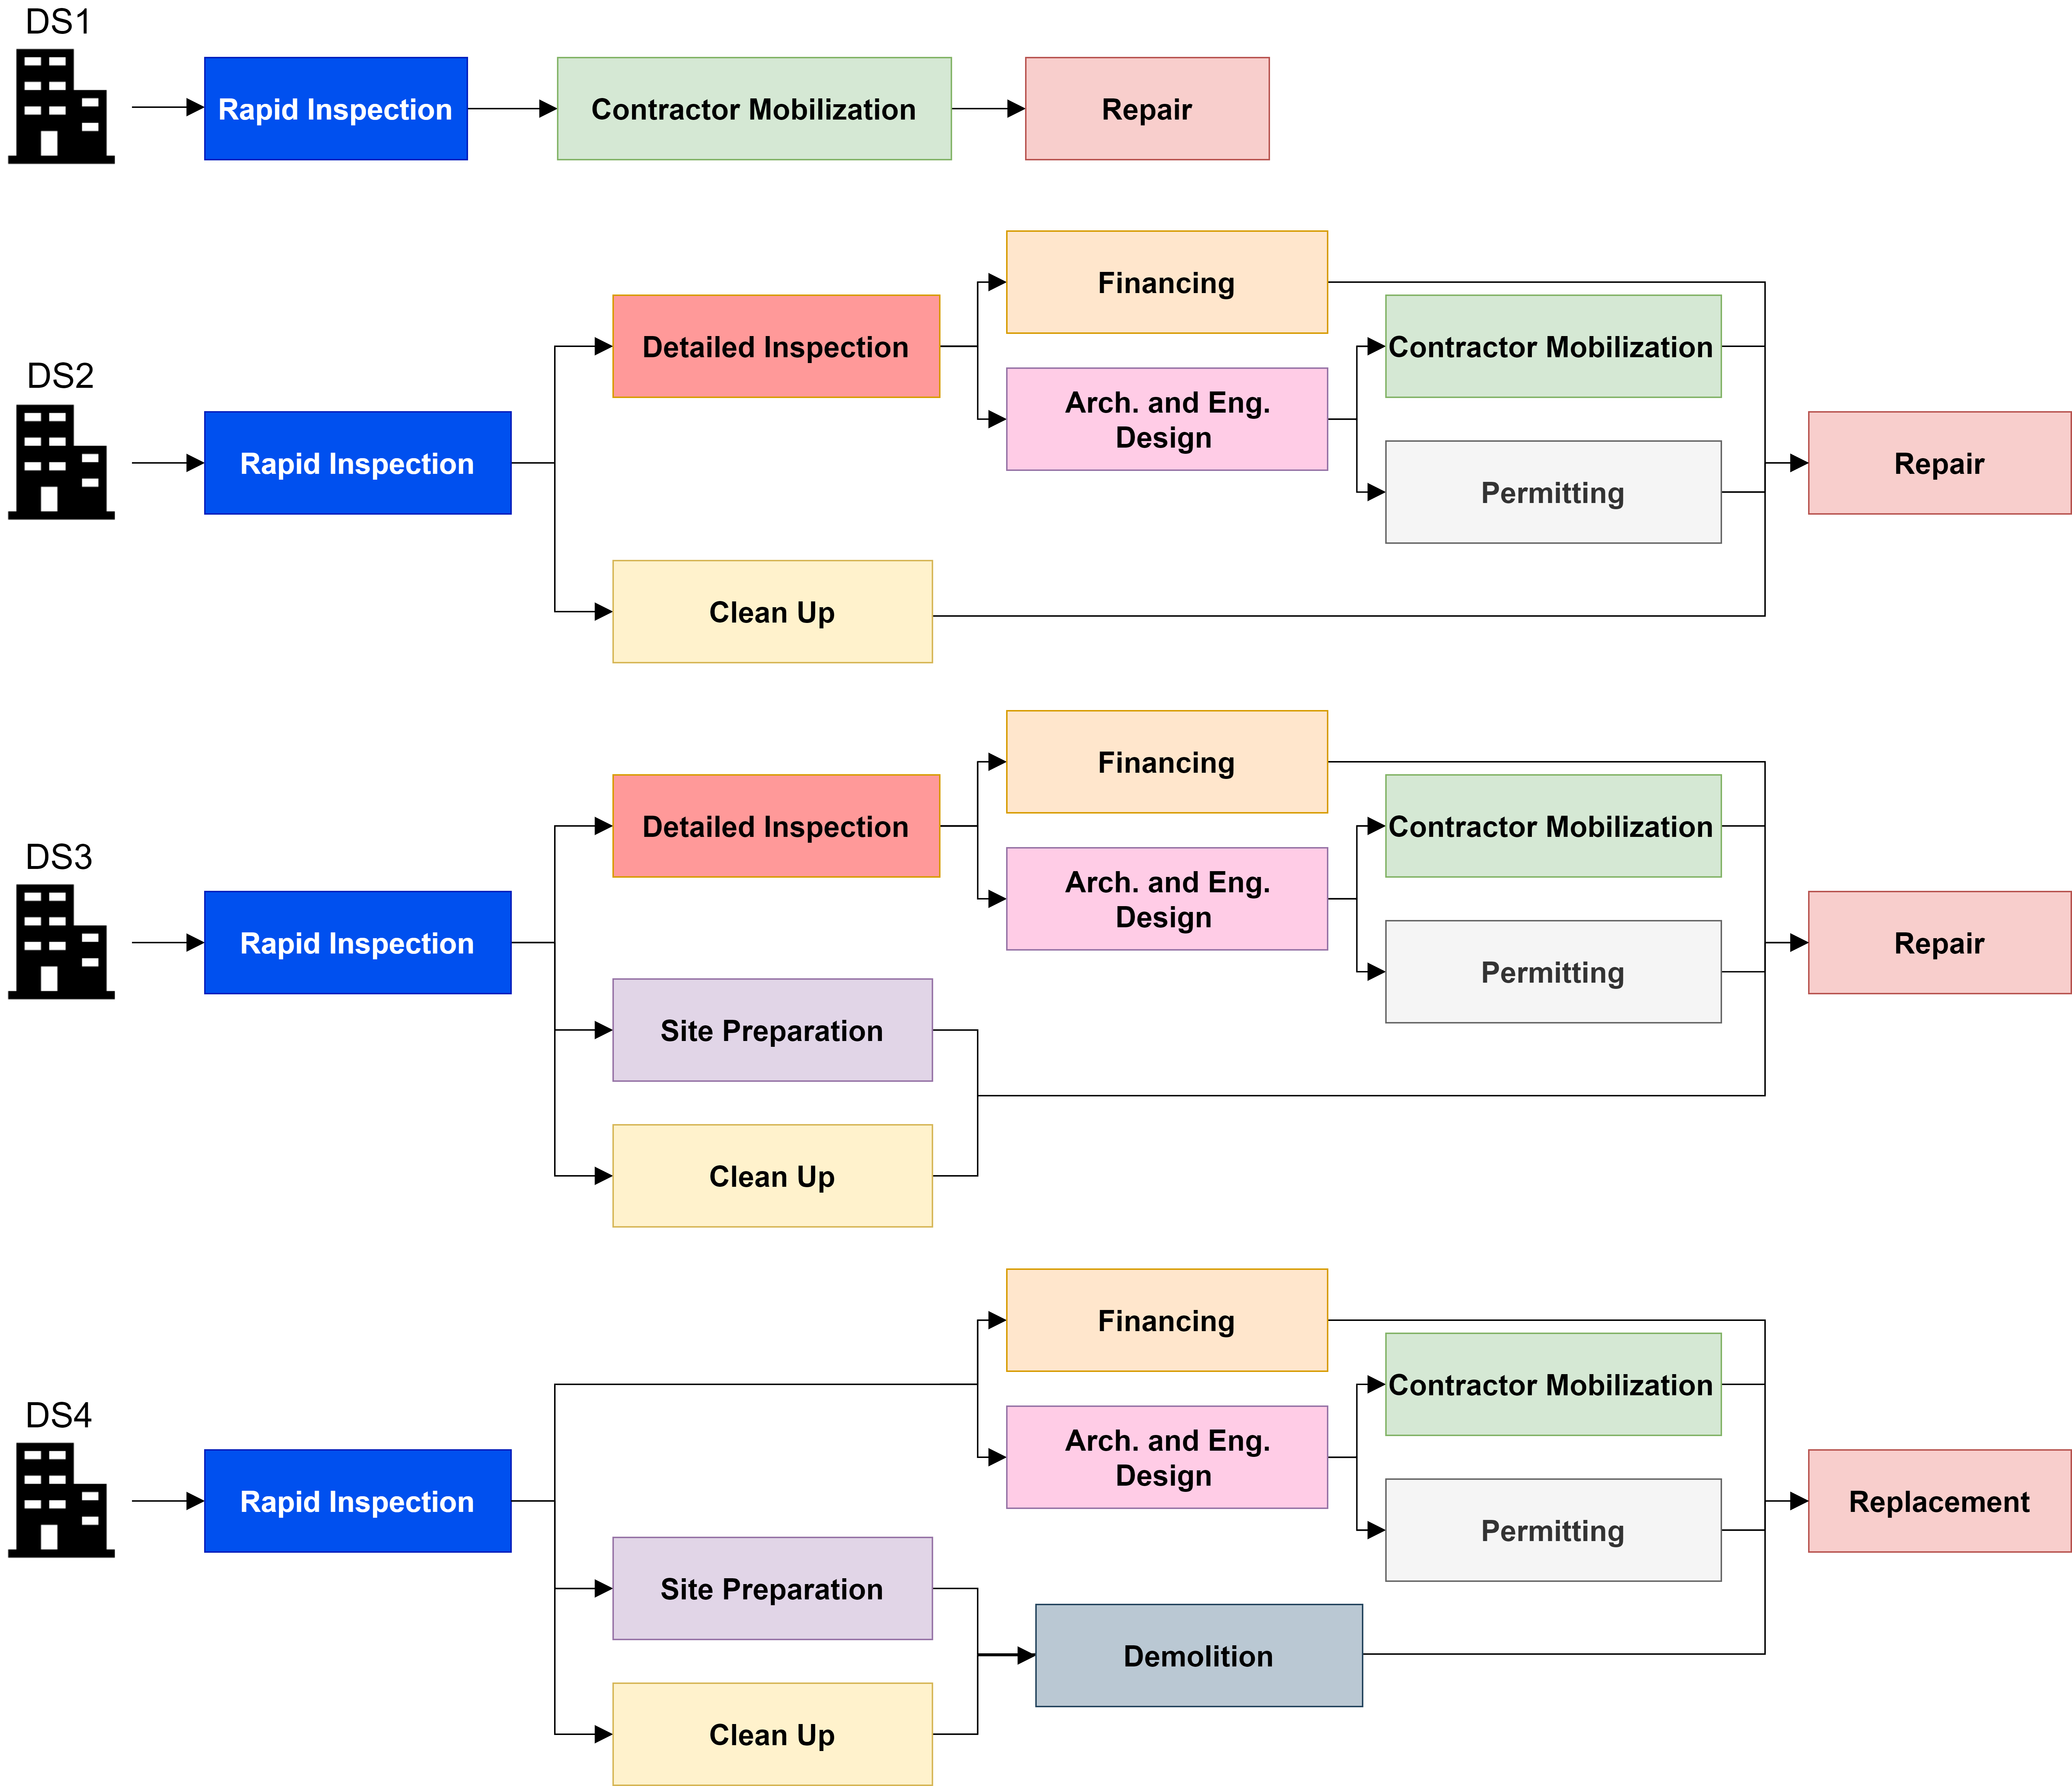 DS1
Rapid Inspection
Contractor Mobilization
Repair
DS2
Rapid Inspection
Detailed Inspection
Clean Up
Financing
Arch. and Eng.
Design
Contractor Mobilization
Permitting
Repair
DS3
Rapid Inspection
Detailed Inspection
Site Preparation
Clean Up
Financing
Arch. and Eng.
Design
Contractor Mobilization
Permitting
Repair
DS4
Rapid Inspection
Site Preparation
Clean Up
Financing
Arch. and Eng.
Design
Demolition
Contractor Mobilization
Permitting
Replacement